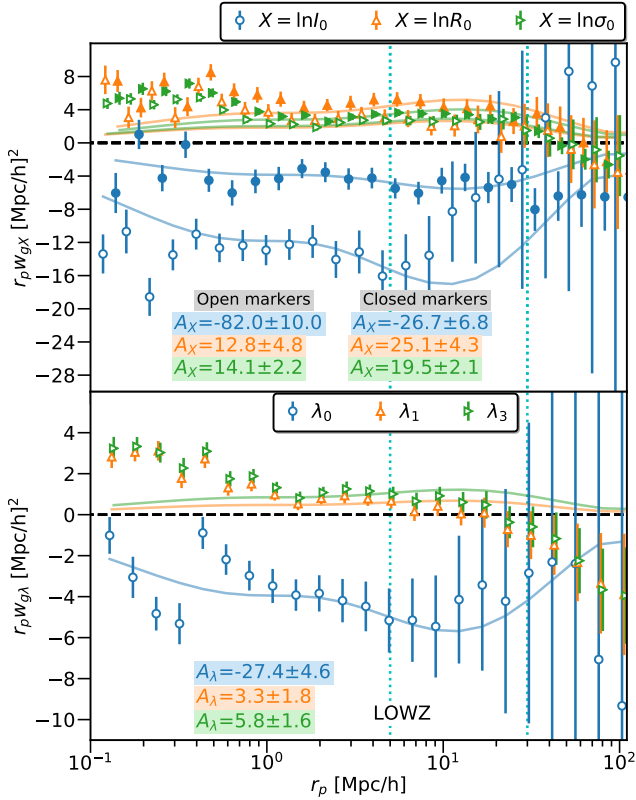 X = lnI₀ X = lnR₀ X = lnσ₀
8
4
0
−4
−8
−12
−16
−20
−24
−28
r_p w_gX [Mpc/h]²
Open markers Closed markers
A_X=-82.0±10.0 A_X=-26.7±6.8
A_X=12.8±4.8 A_X=25.1±4.3
A_X=14.1±2.2 A_X=19.5±2.1
λ₀ λ₁ λ₃
4
2
0
−2
−4
−6
−8
−10
r_p w_gλ [Mpc/h]²
A_λ=-27.4±4.6
A_λ=3.3±1.8
A_λ=5.8±1.6
LOWZ
10⁻¹ 10⁰ 10¹ 10²
r_p [Mpc/h]